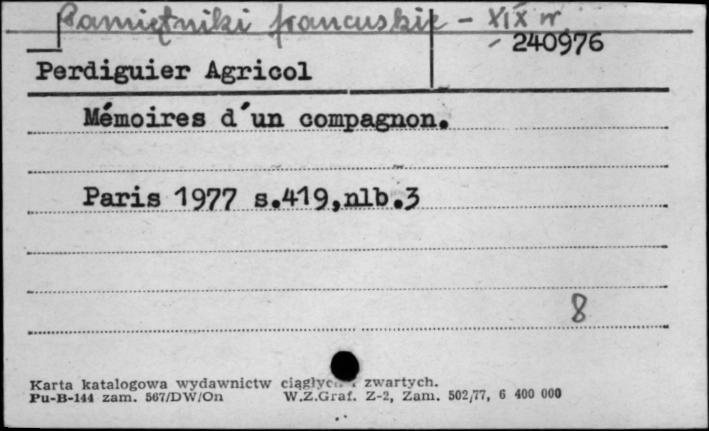 Pamiętniki francuskie - XIX w.
240976
Perdiguier Agricol
Mémoires d'un compagnon.
Paris 1977 s.419,nlb.3
8
Karta katalogowa wydawnictw ciągłych i zwartych.
Pu-B-144 zam. 567/DW/On W.Z.Graf. Z-2, Zam. 502/77, 6 400 000